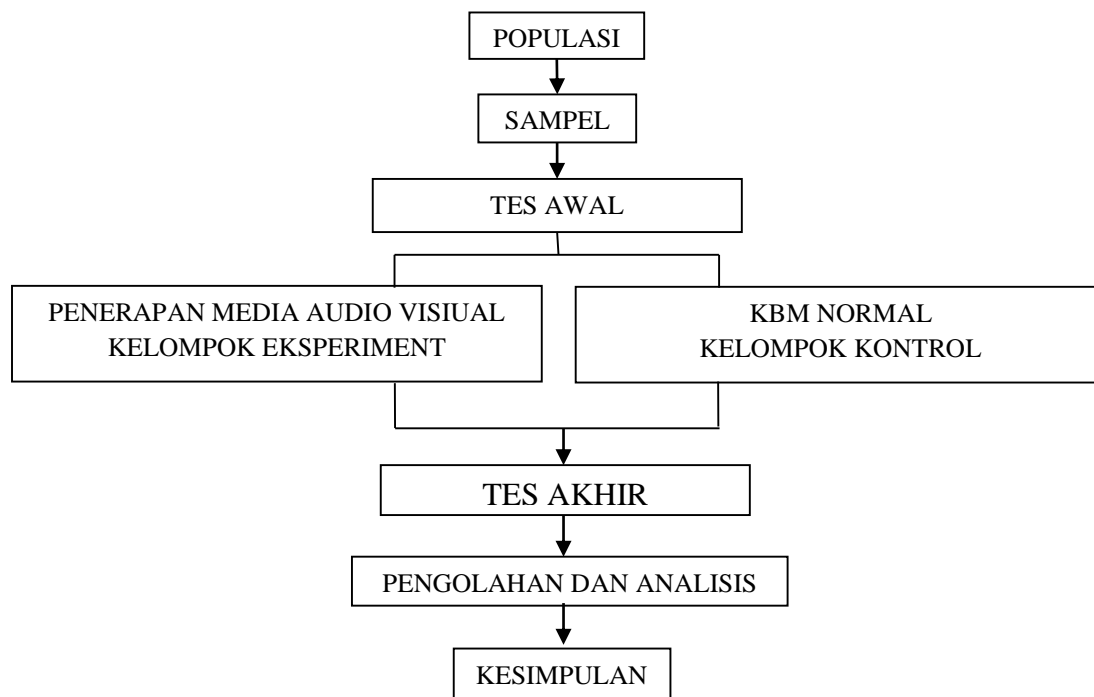 POPULASI
SAMPEL
TES AWAL
PENERAPAN MEDIA AUDIO VISIUAL
KELOMPOK EKSPERIMENT
KBM NORMAL
KELOMPOK KONTROL
TES AKHIR
PENGOLAHAN DAN ANALISIS
KESIMPULAN